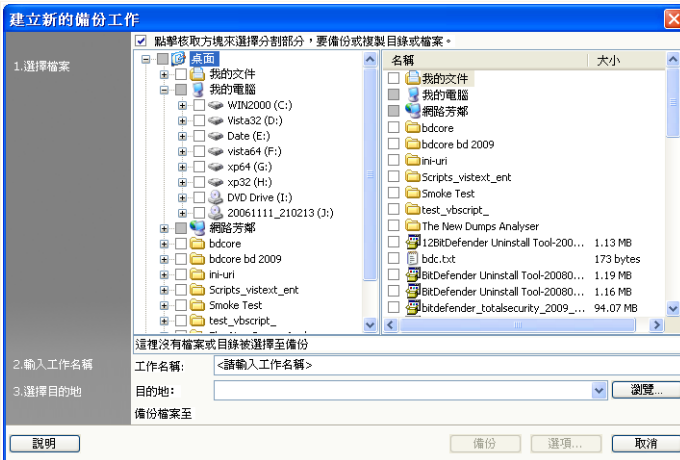 建立新的備份工作
點擊核取方塊來選擇分割部分，要備份或複製目錄或檔案。
1.選擇檔案
桌面
我的文件
我的電腦
WIN2000 (C:)
Vista32 (D:)
Date (E:)
vista64 (F:)
xp64 (G:)
xp32 (H:)
DVD Drive (I:)
20061111_210213 (J:)
網路芳鄰
bdcore
bdcore bd 2009
ini-uri
Scripts_vistext_ent
Smoke Test
test_vbscript_
名稱 大小
我的文件
我的電腦
網路芳鄰
bdcore
bdcore bd 2009
ini-uri
Scripts_vistext_ent
Smoke Test
test_vbscript_
The New Dumps Analyser
12BitDefender Uninstall Tool-200... 1.13 MB
bdc.txt 173 bytes
BitDefender Uninstall Tool-20080... 1.19 MB
BitDefender Uninstall Tool-20080... 1.16 MB
bitdefender_totalsecurity_2009_... 94.07 MB
這裡沒有檔案或目錄被選擇至備份
2.輸入工作名稱
工作名稱: <請輸入工作名稱>
3.選擇目的地
目的地: 瀏覽...
備份檔案至
說明 備份 選項... 取消